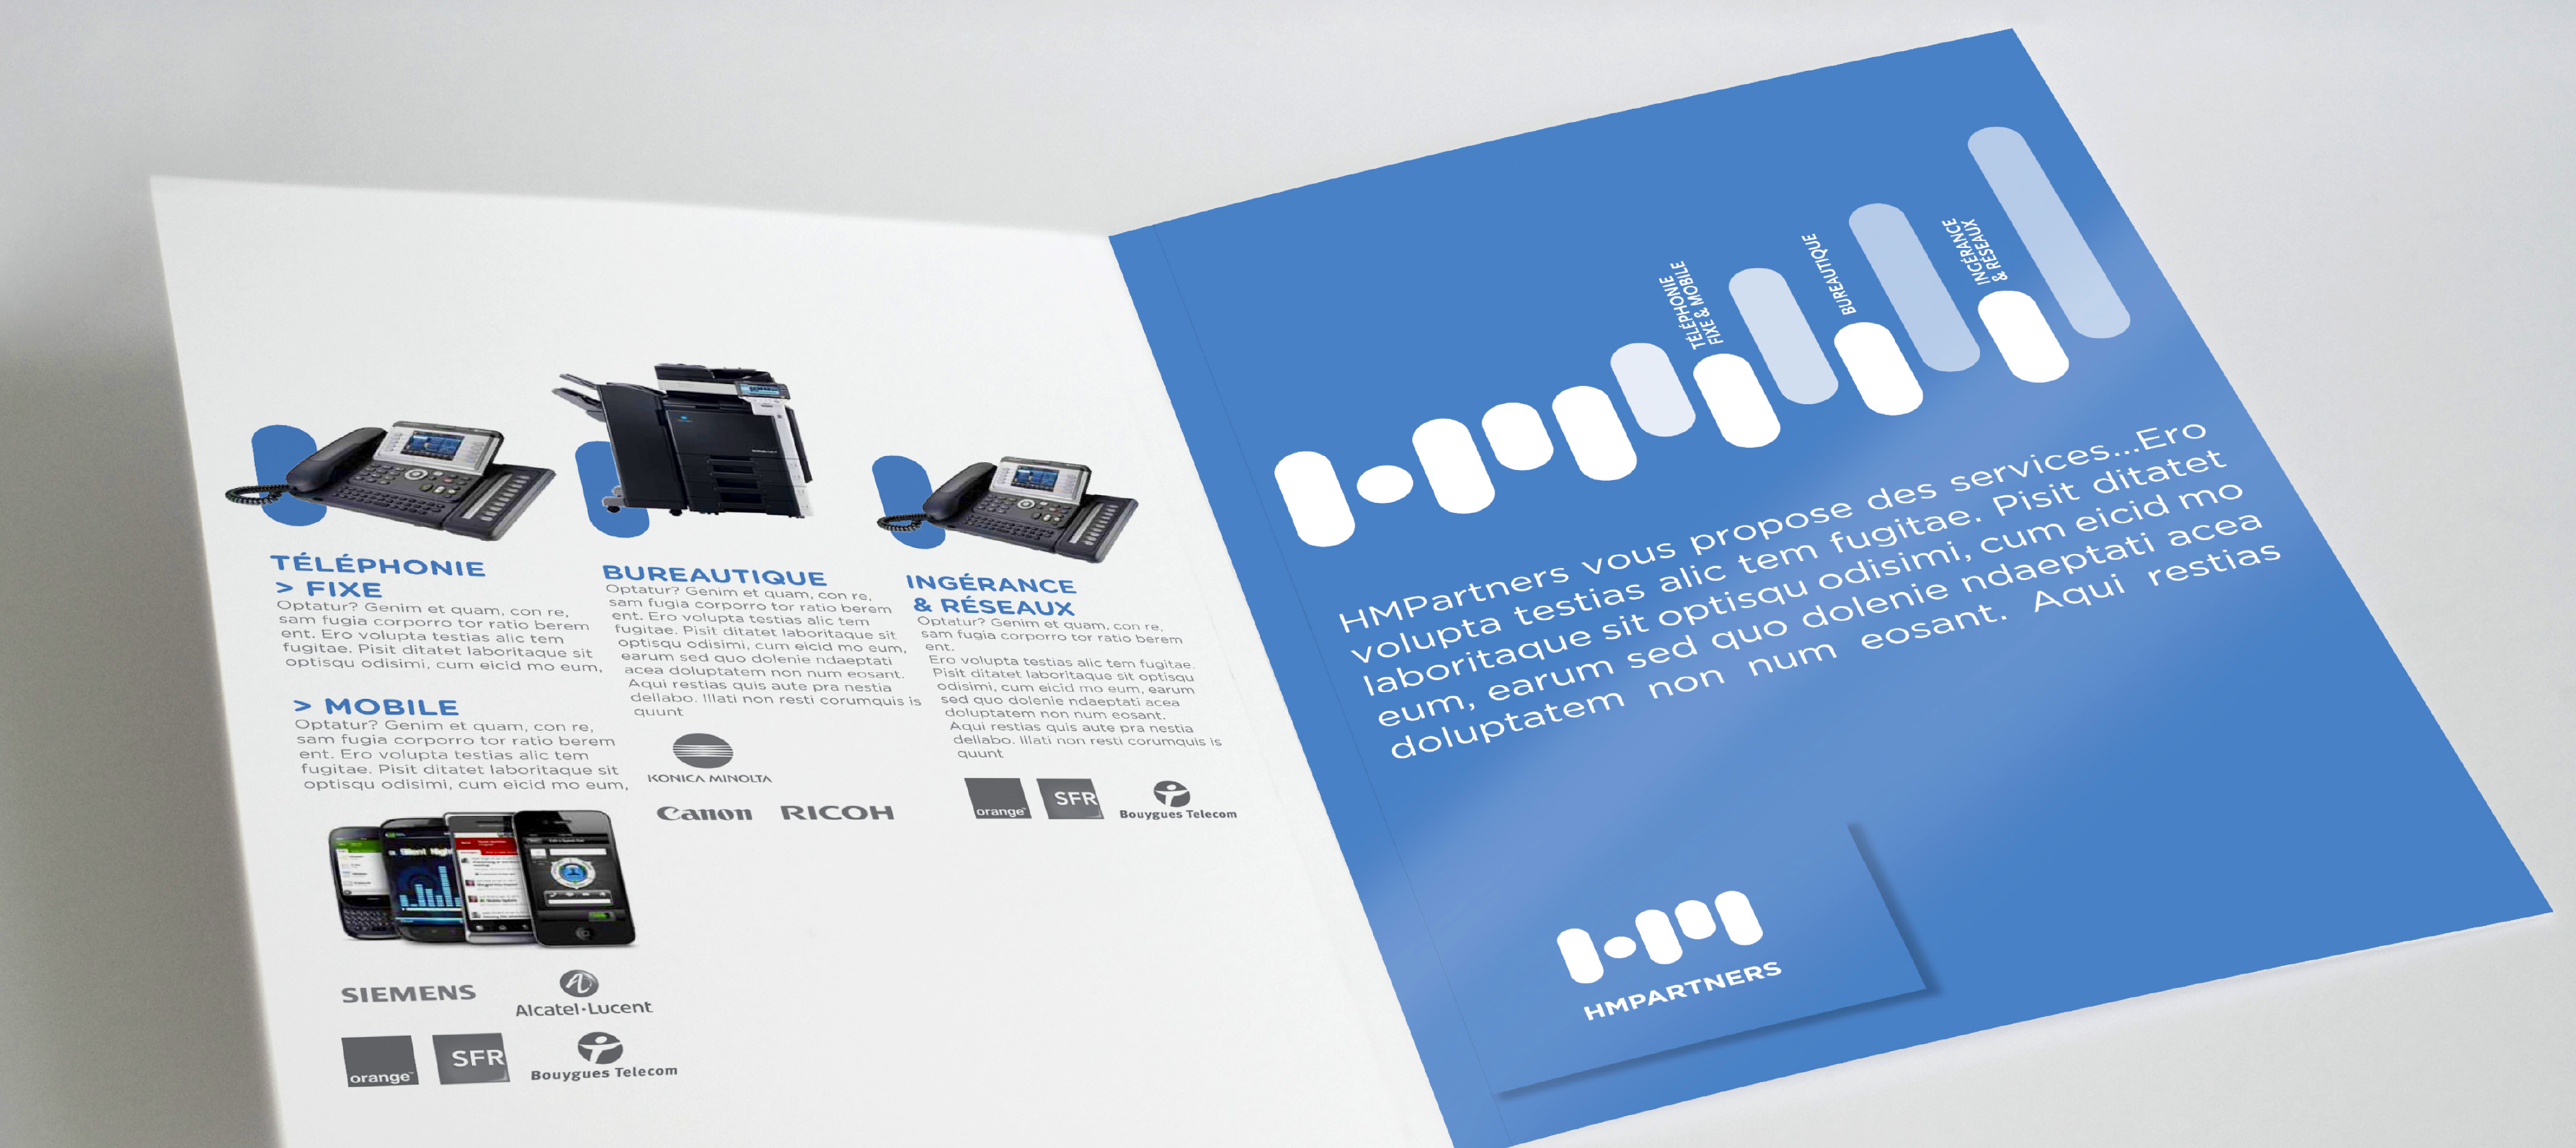 TÉLÉPHONIE
> FIXE
Optatur? Genim et quam, con re,
sam fugia corporro tor ratio berem
ent. Ero volupta testias alic tem
fugitae. Pisit ditatet laboritaque sit
optisqu odisimi, cum eicid mo eum,
> MOBILE
Optatur? Genim et quam, con re,
sam fugia corporro tor ratio berem
ent. Ero volupta testias alic tem
fugitae. Pisit ditatet laboritaque sit
optisqu odisimi, cum eicid mo eum,
SIEMENS
Alcatel·Lucent
orange™
SFR
Bouygues Telecom
BUREAUTIQUE
Optatur? Genim et quam, con re,
sam fugia corporro tor ratio berem
ent. Ero volupta testias alic tem
fugitae. Pisit ditatet laboritaque sit
optisqu odisimi, cum eicid mo eum,
earum sed quo dolenie ndaeptati
acea doluptatem non num eosant.
Aqui restias quis aute pra nestia
dellabo. Illati non resti corumquis is
quunt
KONICA MINOLTA
Canon RICOH
INGÉRANCE
& RÉSEAUX
Optatur? Genim et quam, con re,
sam fugia corporro tor ratio berem
ent.
Ero volupta testias alic tem fugitae.
Pisit ditatet laboritaque sit optisqu
odisimi, cum eicid mo eum, earum
sed quo dolenie ndaeptati acea
doluptatem non num eosant.
Aqui restias quis aute pra nestia
dellabo. Illati non resti corumquis is
quunt
orange™
SFR
Bouygues Telecom
TÉLÉPHONIE
FIXE & MOBILE
BUREAUTIQUE
INGÉRANCE
& RÉSEAUX
HMPartners vous propose des services...Ero
volupta testias alic tem fugitae. Pisit ditatet
laboritaque sit optisqu odisimi, cum eicid mo
eum, earum sed quo dolenie ndaeptati acea
doluptatem non num eosant. Aqui restias
HMPARTNERS